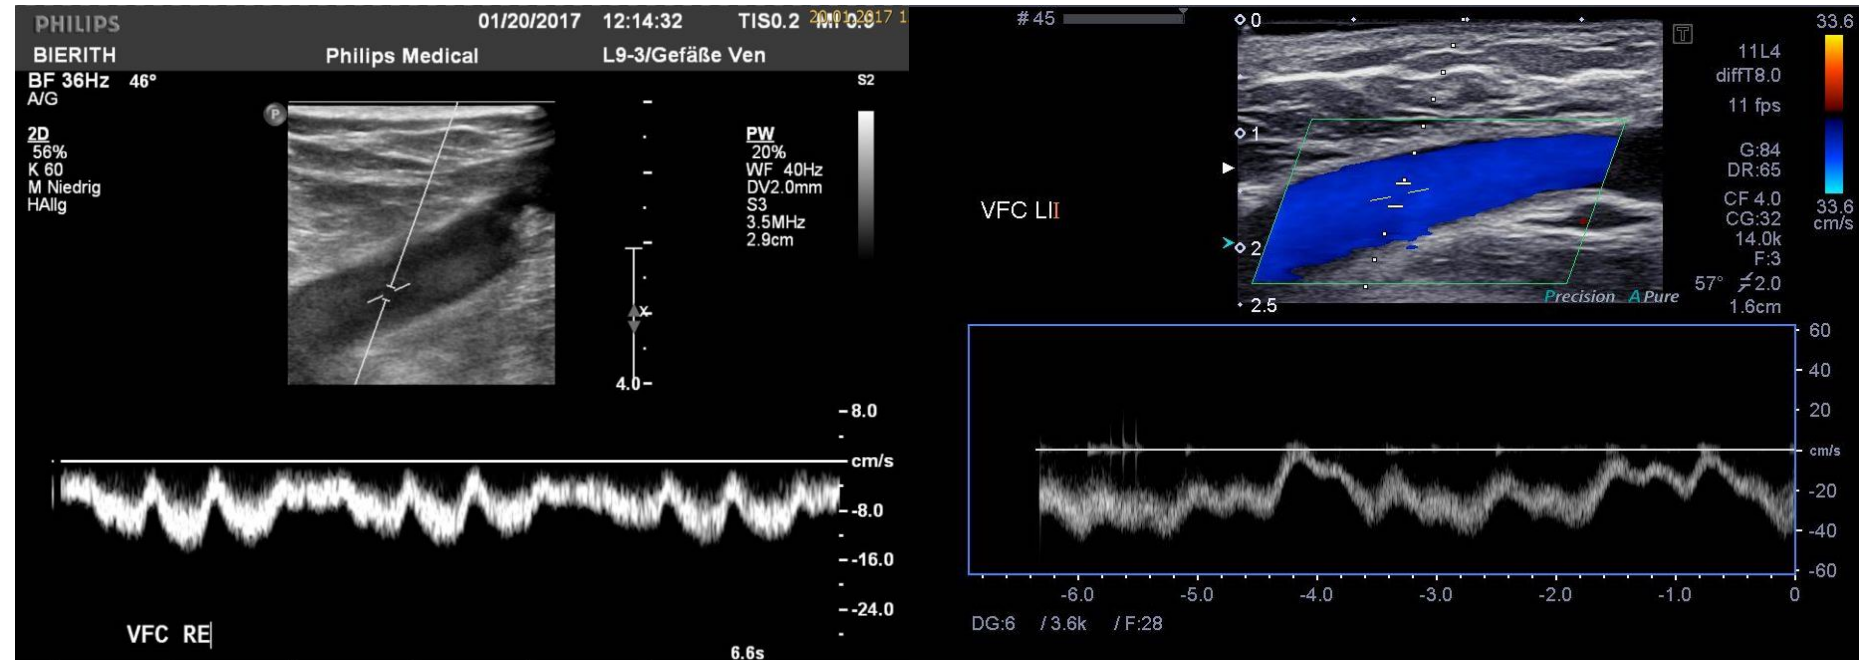 PHILIPS
01/20/2017 12:14:32 TIS0.2
BIERITH Philips Medical L9-3/Gefäße Ven
BF 36Hz 46°
A/G
S2
P
2D
56%
K 60
M Niedrig
HAllg
PW
20%
WF 40Hz
DV2.0mm
S3
3.5MHz
2.9cm
x
4.0
8.0
cm/s
-8.0
-16.0
-24.0
VFC RE
6.6s
# 45
0
1
2
2.5
T
33.6
33.6
cm/s
11L4
diffT8.0
11 fps
G:84
DR:65
CF 4.0
CG:32
14.0k
F:3
57° 2.0
1.6cm
VFC LI
Precision A Pure
60
40
20
cm/s
-20
-40
-60
-6.0 -5.0 -4.0 -3.0 -2.0 -1.0 0
DG:6 / 3.6k / F:28